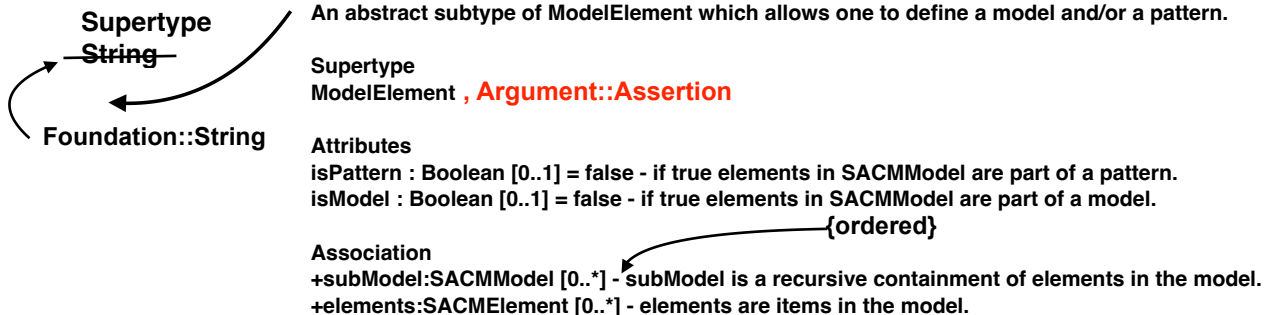 Supertype
String
Foundation::String
An abstract subtype of ModelElement which allows one to define a model and/or a pattern.
Supertype
ModelElement , Argument::Assertion
Attributes
isPattern : Boolean [0..1] = false - if true elements in SACMModel are part of a pattern.
isModel : Boolean [0..1] = false - if true elements in SACMModel are part of a model.
{ordered}
Association
+subModel:SACMModel [0..*] - subModel is a recursive containment of elements in the model.
+elements:SACMElement [0..*] - elements are items in the model.